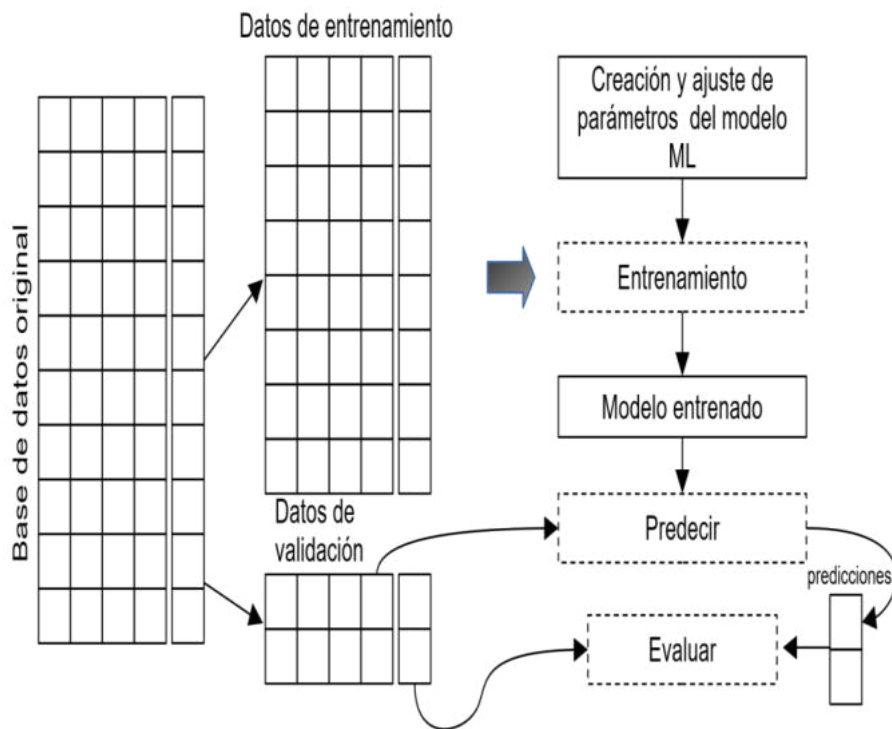 Datos de entrenamiento
Base de datos original
Creación y ajuste de
parámetros del modelo
ML
Entrenamiento
Modelo entrenado
Datos de
validación
Predecir
predicciones
Evaluar